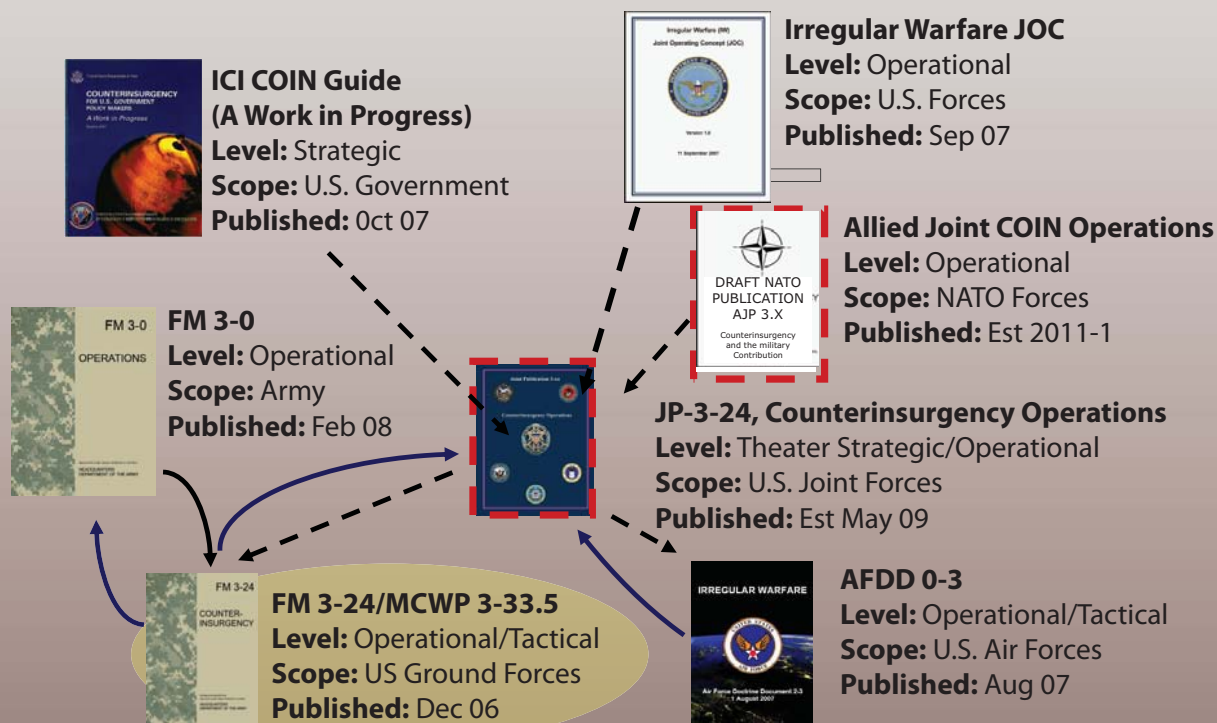 COUNTERINSURGENCY
FOR U.S. GOVERNMENT
POLICY MAKERS
A Work in Progress
ICI COIN Guide
(A Work in Progress)
Level: Strategic
Scope: U.S. Government
Published: 0ct 07
Irregular Warfare (IW)
Joint Operating Concept (JOC)
Version 1.0
11 September 2007
Irregular Warfare JOC
Level: Operational
Scope: U.S. Forces
Published: Sep 07
DRAFT NATO
PUBLICATION
AJP 3.X
Counterinsurgency
and the military
Contribution
Allied Joint COIN Operations
Level: Operational
Scope: NATO Forces
Published: Est 2011-1
FM 3-0
OPERATIONS
HEADQUARTERS
DEPARTMENT OF THE ARMY
FM 3-0
Level: Operational
Scope: Army
Published: Feb 08
Counterinsurgency Operations
JP-3-24, Counterinsurgency Operations
Level: Theater Strategic/Operational
Scope: U.S. Joint Forces
Published: Est May 09
FM 3-24
COUNTER-
INSURGENCY
FM 3-24/MCWP 3-33.5
Level: Operational/Tactical
Scope: US Ground Forces
Published: Dec 06
IRREGULAR WARFARE
UNITED STATES
AIR FORCE
Air Force Doctrine Document 2-3
1 August 2007
AFDD 0-3
Level: Operational/Tactical
Scope: U.S. Air Forces
Published: Aug 07